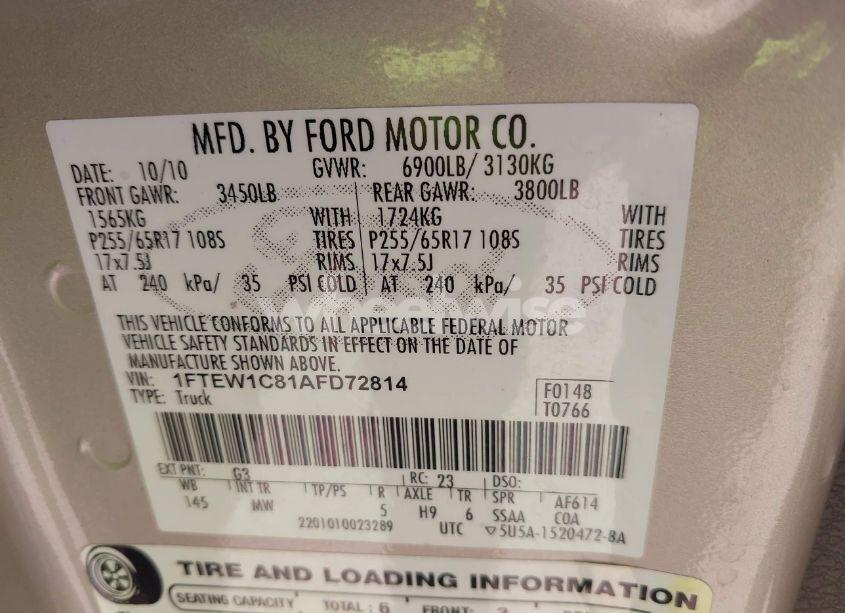 MFD. BY FORD MOTOR CO.
DATE: 10/10 GVWR: 6900LB/ 3130KG
FRONT GAWR: 3450LB REAR GAWR: 3800LB
1565KG WITH 1724KG WITH
P255/65R17 108S TIRES P255/65R17 108S TIRES
17x7.5J RIMS 17x7.5J RIMS
AT 240 kPa/ 35 PSI COLD AT 240 kPa/ 35 PSI COLD
wheelwise
THIS VEHICLE CONFORMS TO ALL APPLICABLE FEDERAL MOTOR
VEHICLE SAFETY STANDARDS IN EFFECT ON THE DATE OF
MANUFACTURE SHOWN ABOVE.
VIN: 1FTEW1C81AFD72814
TYPE: Truck
F0148
T0766
EXT PNT: G3 RC: 23 DSO:
WB INT TR TP/PS R AXLE TR SPR AF614
145 MW 5 H9 6 SSAA COA
2201010023289 UTC ▽5U5A-1520472-BA
TIRE AND LOADING INFORMATION
SEATING CAPACITY TOTAL: 6 FRONT: 3